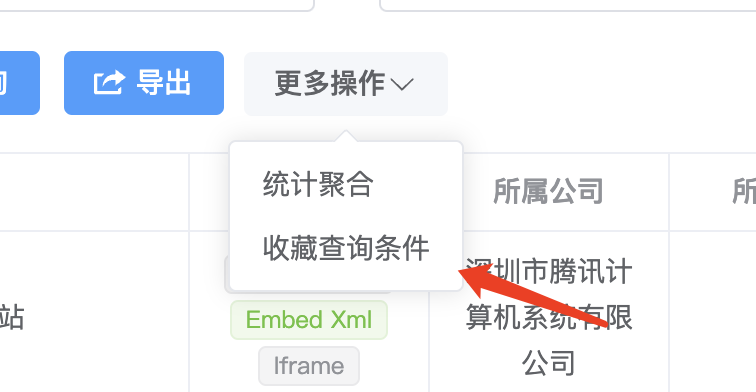 导出
更多操作
统计聚合
收藏查询条件
所属公司
所
深圳市腾讯计
算机系统有限
公司
站
Embed Xml
Iframe